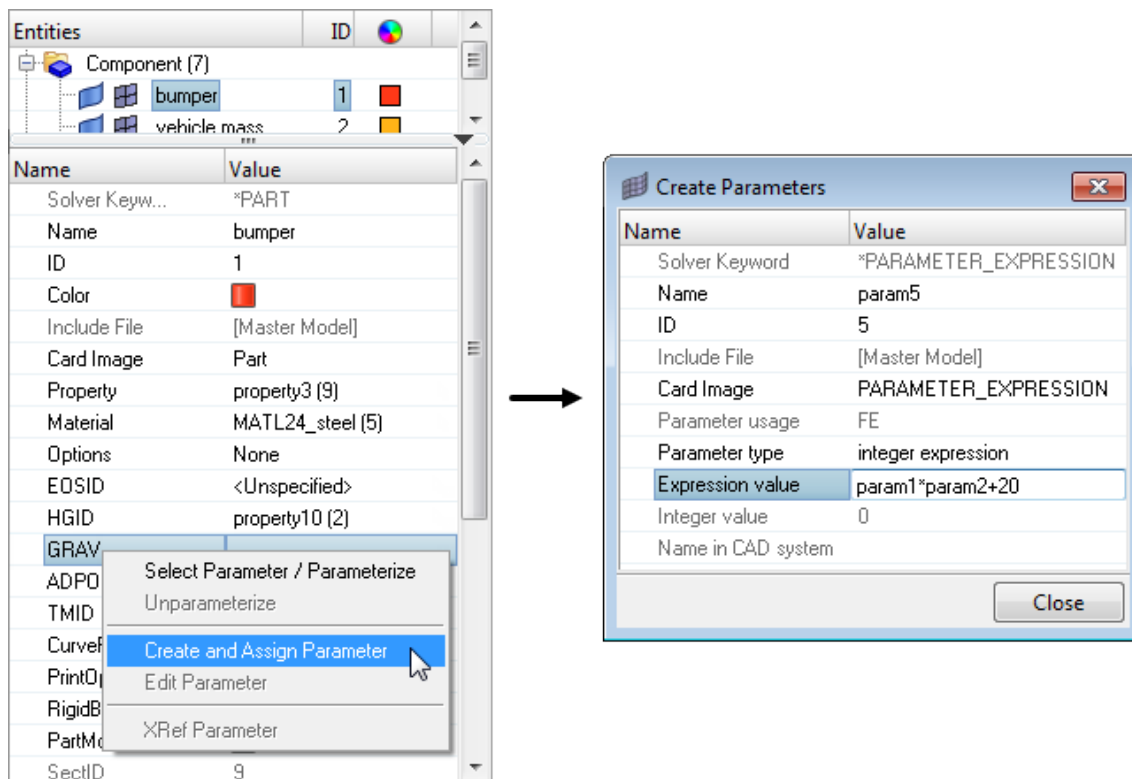 Entities ID
Component (7)
bumper 1
vehicle mass 2
Name Value
Solver Keyw... *PART
Name bumper
ID 1
Color
Include File [Master Model]
Card Image Part
Property property3 (9)
Material MATL24_steel (5)
Options None
EOSID <Unspecified>
HGID property10 (2)
GRAV
ADPO
TMID
CurveF
PrintO
RigidB
PartMo
SectID 9
Select Parameter / Parameterize
Unparameterize
Create and Assign Parameter
Edit Parameter
XRef Parameter
Create Parameters
Name Value
Solver Keyword *PARAMETER_EXPRESSION
Name param5
ID 5
Include File [Master Model]
Card Image PARAMETER_EXPRESSION
Parameter usage FE
Parameter type integer expression
Expression value param1*param2+20
Integer value 0
Name in CAD system
Close